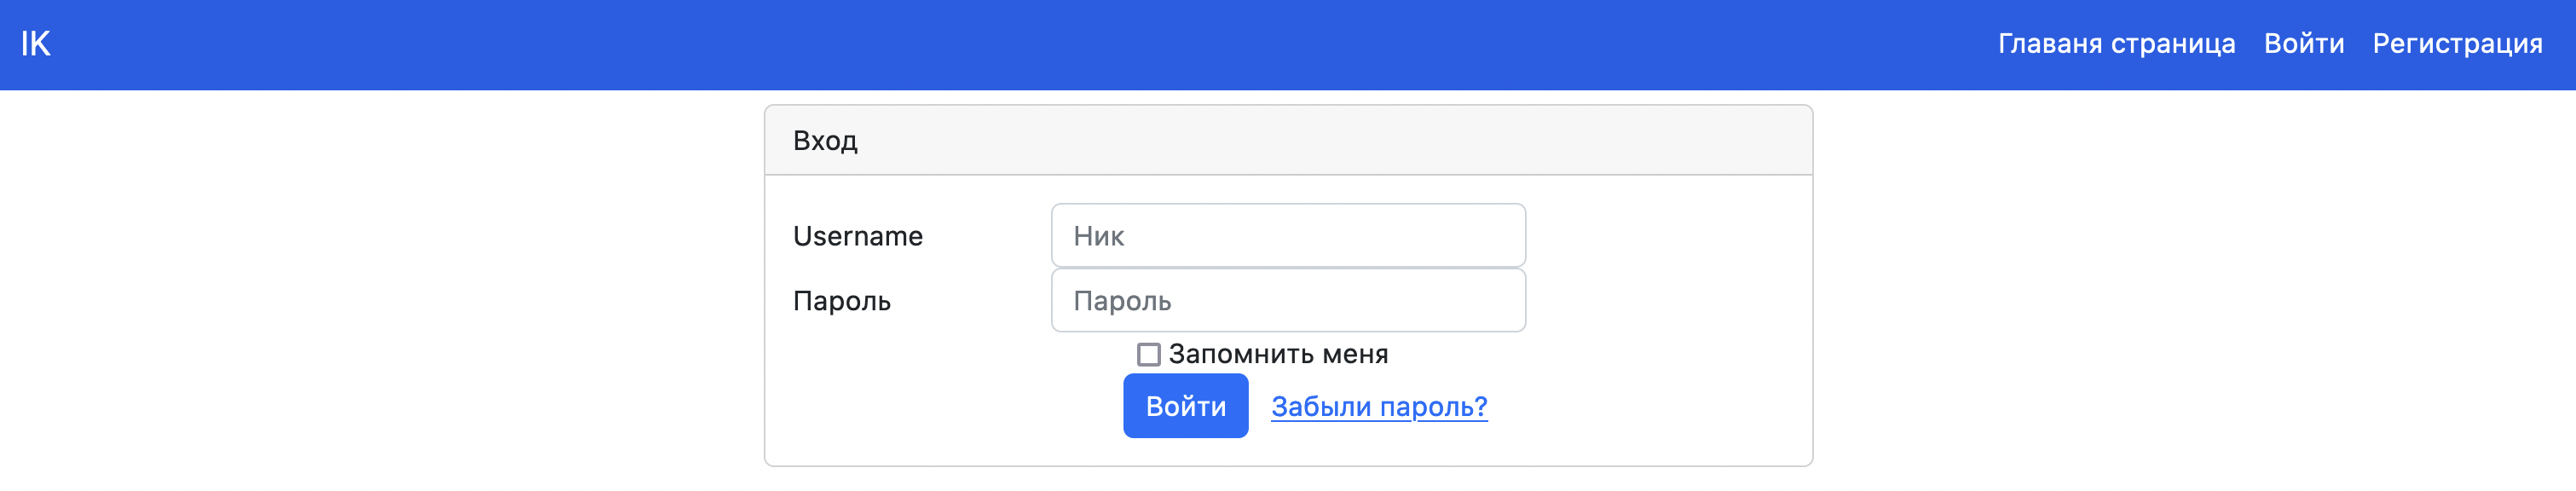 IK Главаня страница Войти Регистрация
Вход
Username Ник
Пароль Пароль
Запомнить меня
Войти Забыли пароль?